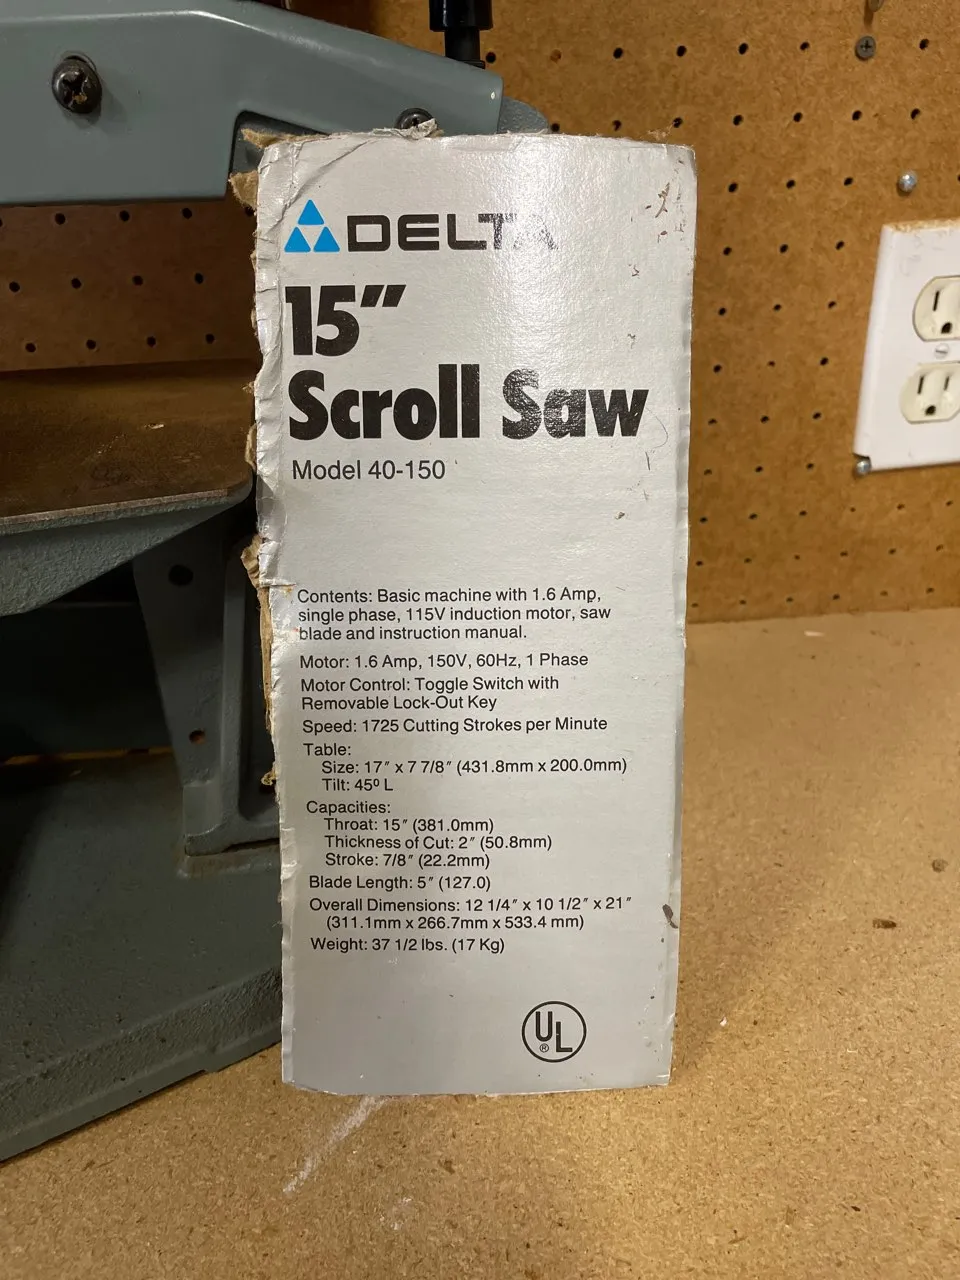 DELTA
15"
Scroll Saw
Model 40-150
Contents: Basic machine with 1.6 Amp,
single phase, 115V induction motor, saw
blade and instruction manual.
Motor: 1.6 Amp, 150V, 60Hz, 1 Phase
Motor Control: Toggle Switch with
Removable Lock-Out Key
Speed: 1725 Cutting Strokes per Minute
Table:
Size: 17" x 7 7/8" (431.8mm x 200.0mm)
Tilt: 45º L
Capacities:
Throat: 15" (381.0mm)
Thickness of Cut: 2" (50.8mm)
Stroke: 7/8" (22.2mm)
Blade Length: 5" (127.0)
Overall Dimensions: 12 1/4" x 10 1/2" x 21"
(311.1mm x 266.7mm x 533.4 mm)
Weight: 37 1/2 lbs. (17 Kg)
UL
®